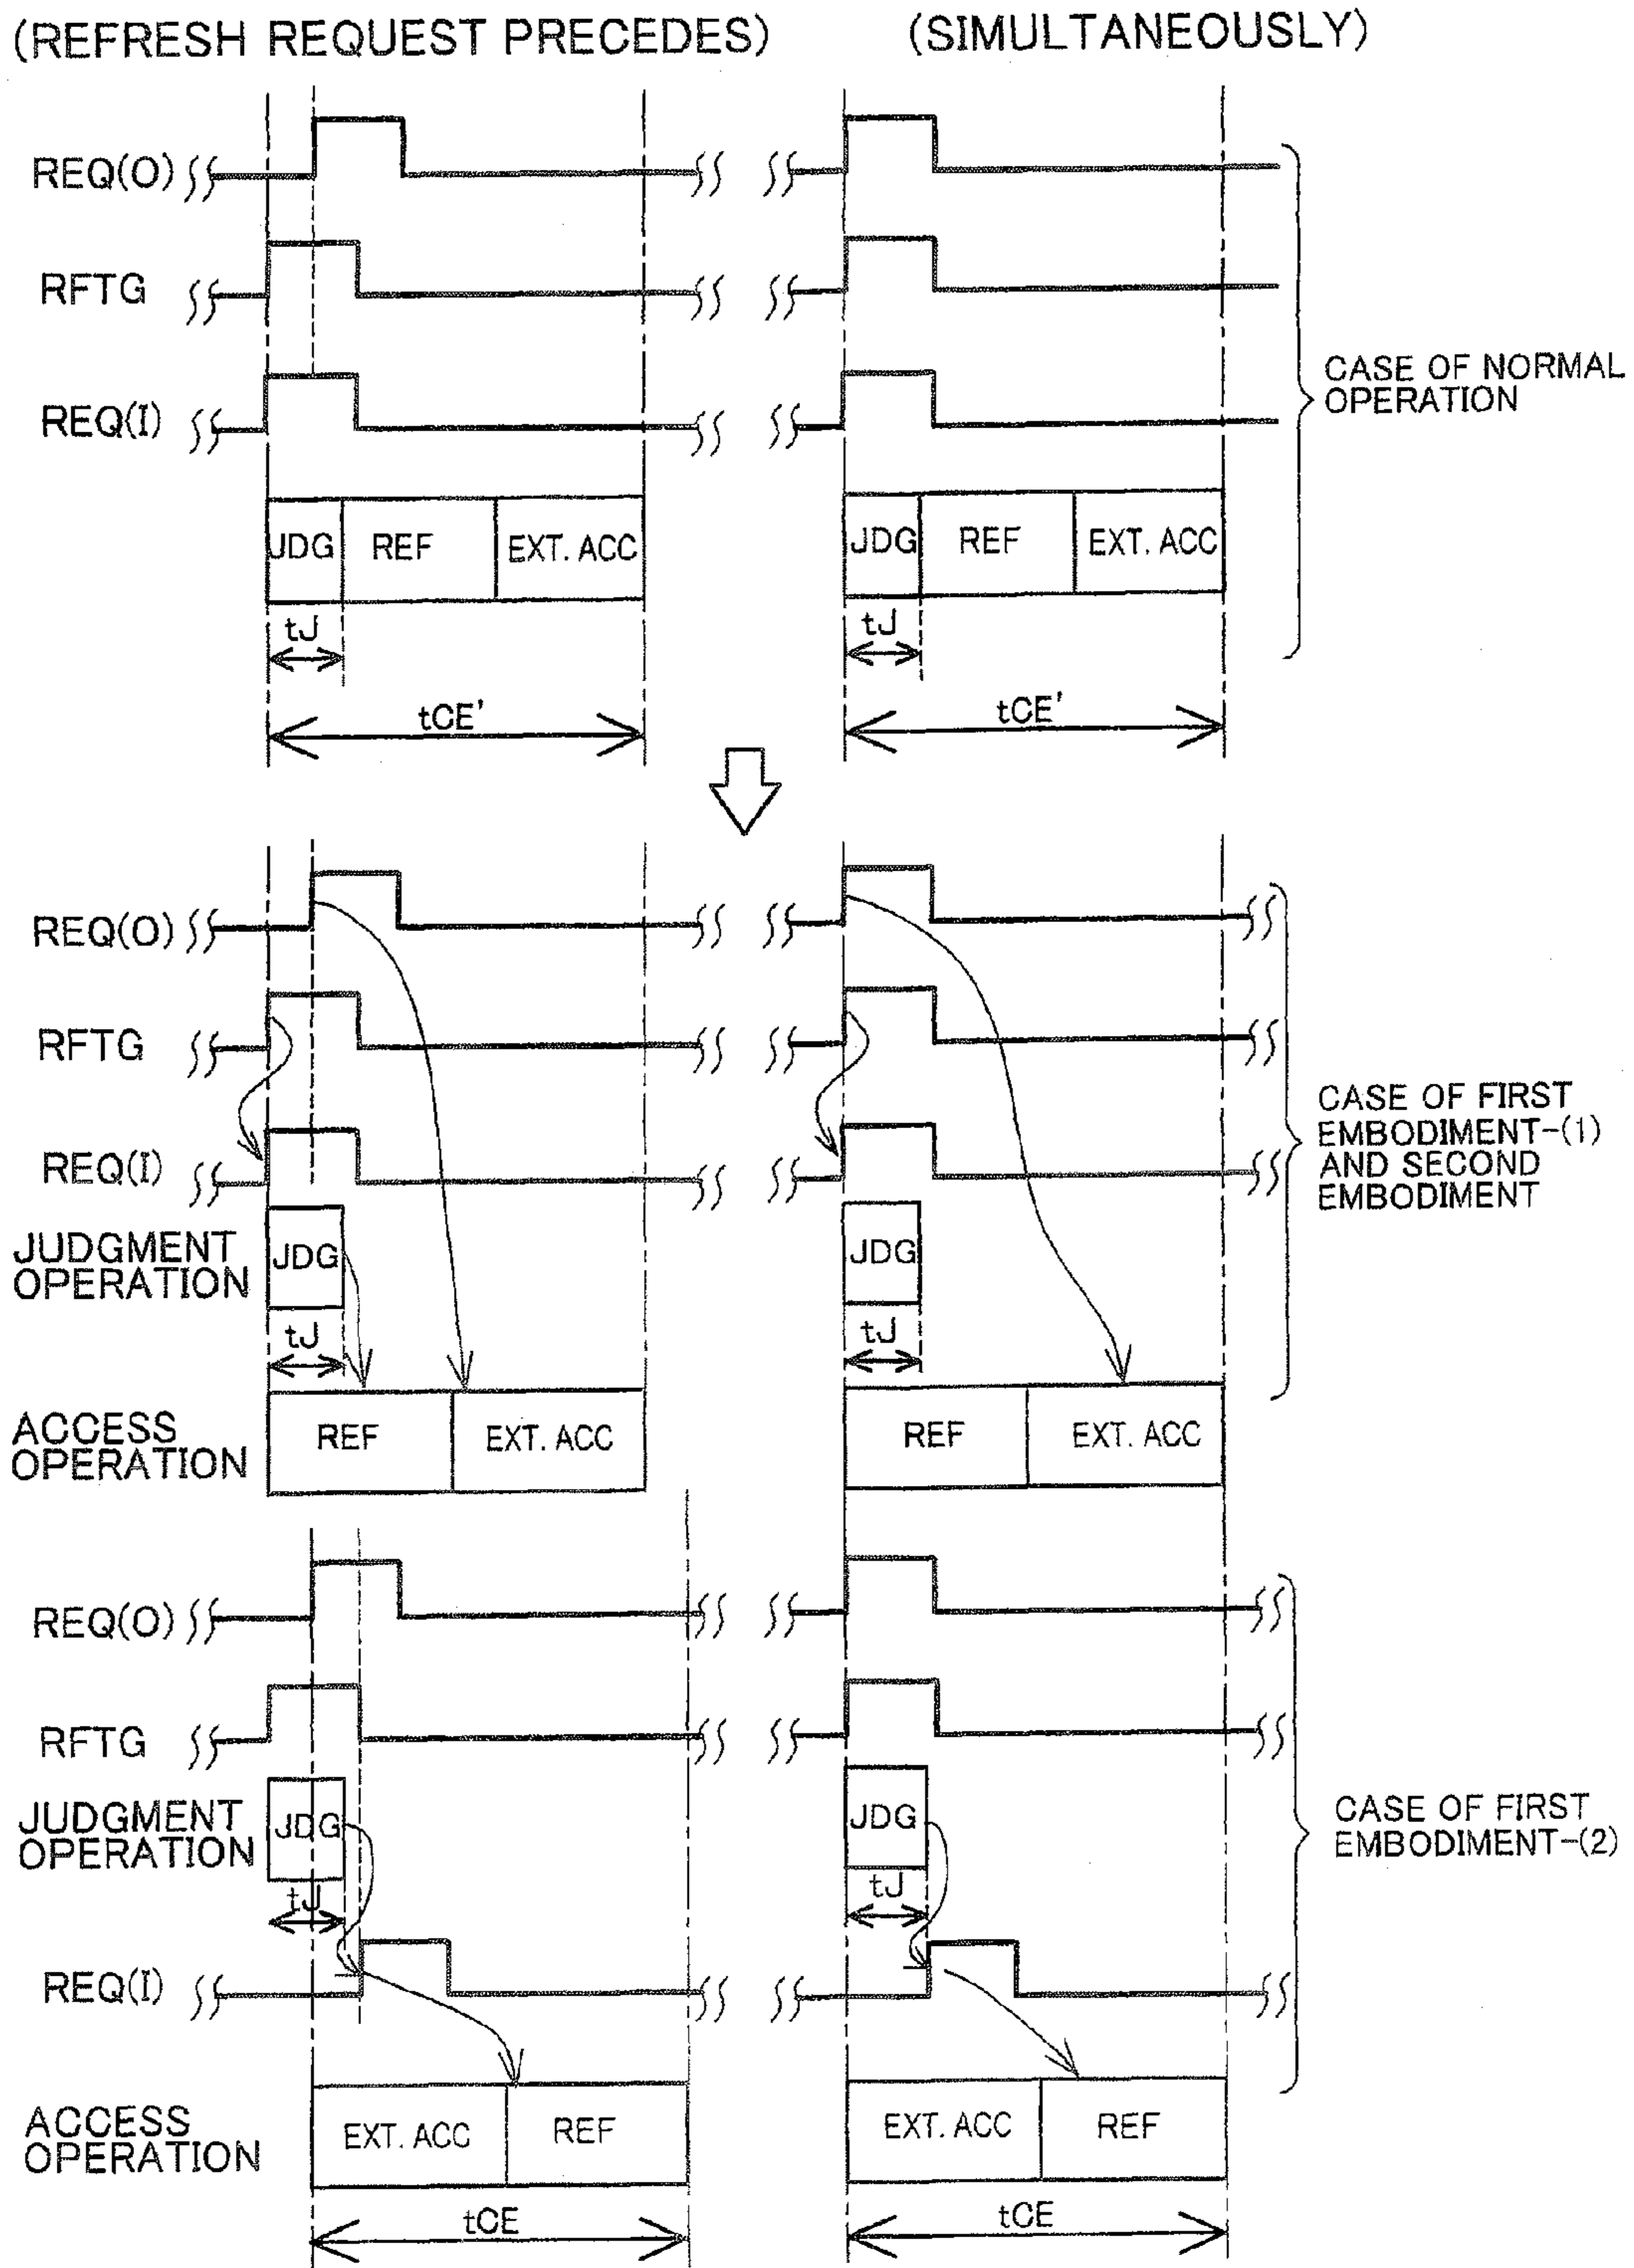 (REFRESH REQUEST PRECEDES) (SIMULTANEOUSLY)
REQ(O)
RFTG
REQ(I)
CASE OF NORMAL
OPERATION
JDG REF EXT. ACC JDG REF EXT. ACC
tJ tJ
tCE' tCE'
REQ(O)
RFTG
REQ(I)
CASE OF FIRST
EMBODIMENT-(1)
AND SECOND
EMBODIMENT
JUDGMENT
OPERATION
JDG JDG
tJ tJ
ACCESS
OPERATION
REF EXT. ACC REF EXT. ACC
REQ(O)
RFTG
JUDGMENT
OPERATION
JDG JDG
CASE OF FIRST
EMBODIMENT-(2)
tJ tJ
REQ(I)
ACCESS
OPERATION
EXT. ACC REF EXT. ACC REF
tCE tCE